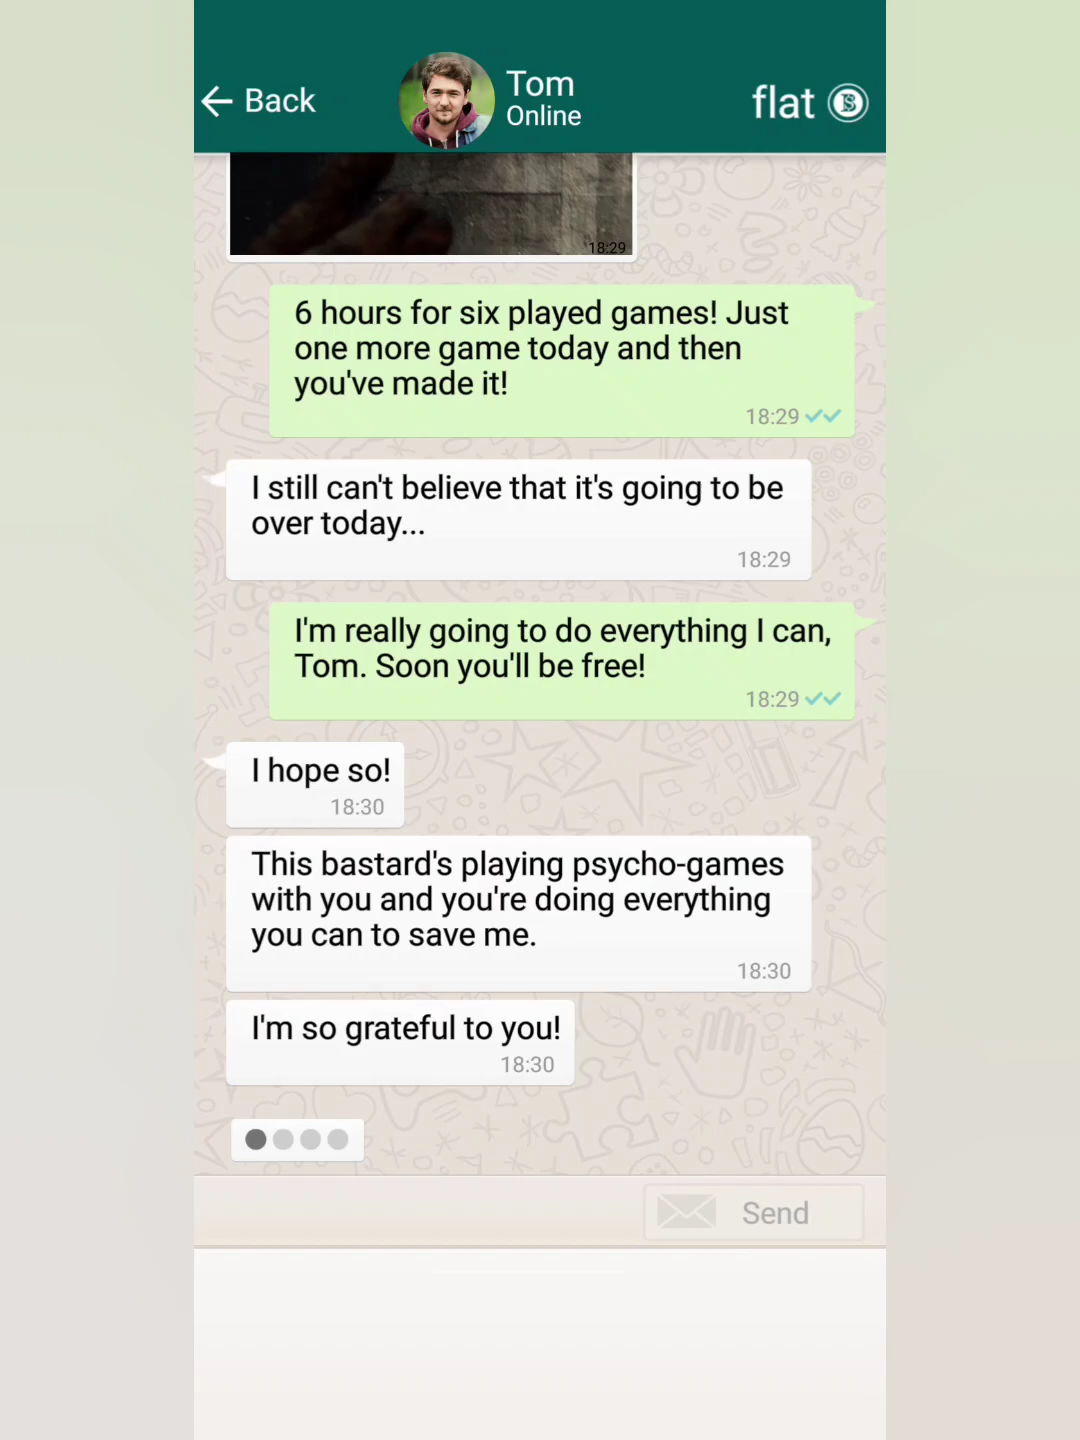 Back
Tom
Online
flat
18:29
6 hours for six played games! Just
one more game today and then
you've made it!
18:29
I still can't believe that it's going to be
over today...
18:29
I'm really going to do everything I can,
Tom. Soon you'll be free!
18:29
I hope so!
18:30
This bastard's playing psycho-games
with you and you're doing everything
you can to save me.
18:30
I'm so grateful to you!
18:30
Send